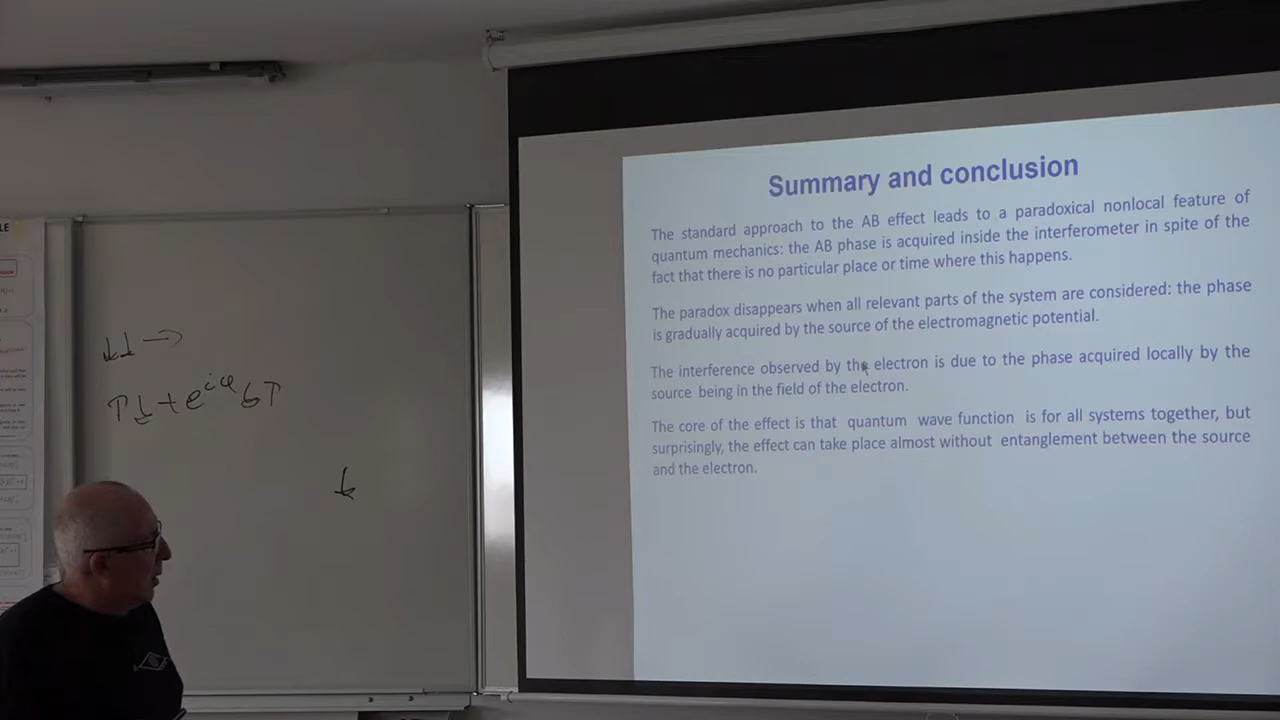 LE
↓↓ →
↑↓ + e^{iφ} ↓↑
↓
Summary and conclusion
The standard approach to the AB effect leads to a paradoxical nonlocal feature of
quantum mechanics: the AB phase is acquired inside the interferometer in spite of the
fact that there is no particular place or time where this happens.
The paradox disappears when all relevant parts of the system are considered: the phase
is gradually acquired by the source of the electromagnetic potential.
The interference observed by the electron is due to the phase acquired locally by the
source being in the field of the electron.
The core of the effect is that quantum wave function is for all systems together, but
surprisingly, the effect can take place almost without entanglement between the source
and the electron.